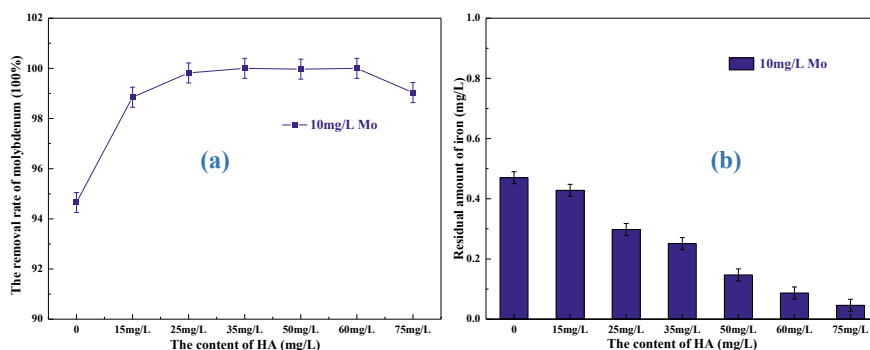 The removal rate of molybdenum (100%)
102
100
98
96
94
92
90
10mg/L Mo
(a)
0 15mg/L 25mg/L 35mg/L 50mg/L 60mg/L 75mg/L
The content of HA (mg/L)
Residual amount of iron (mg/L)
1.0
0.8
0.6
0.4
0.2
0.0
10mg/L Mo
(b)
0 15mg/L 25mg/L 35mg/L 50mg/L 60mg/L 75mg/L
The content of HA (mg/L)